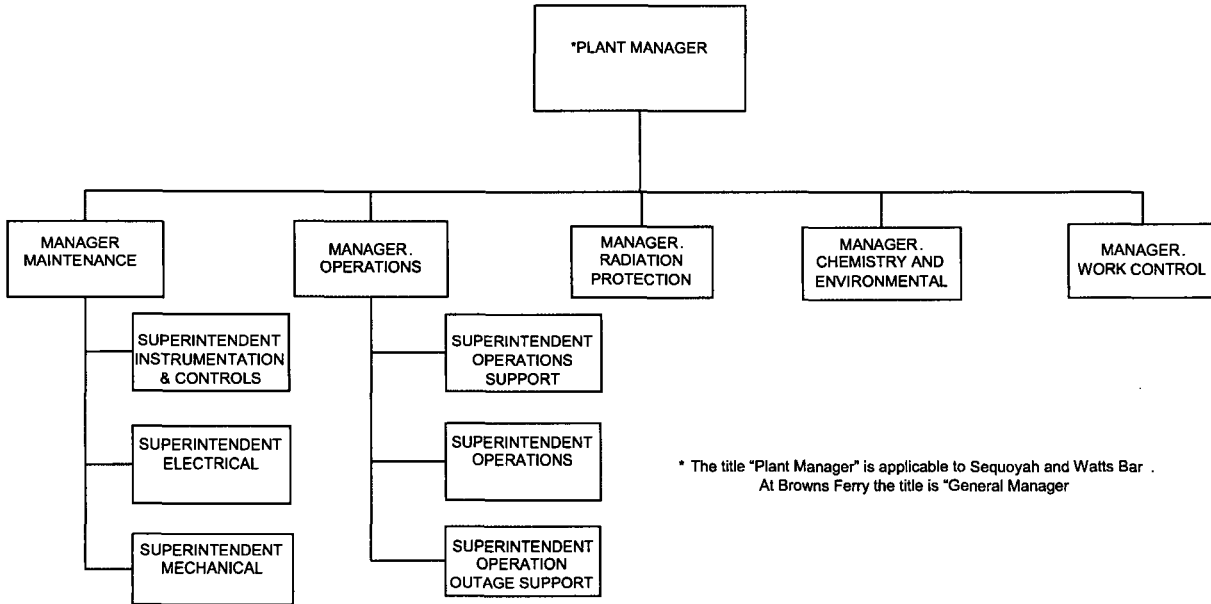 *PLANT MANAGER
MANAGER
MAINTENANCE
MANAGER.
OPERATIONS
MANAGER.
RADIATION
PROTECTION
MANAGER.
CHEMISTRY AND
ENVIRONMENTAL
MANAGER.
WORK CONTROL
SUPERINTENDENT
INSTRUMENTATION
& CONTROLS
SUPERINTENDENT
ELECTRICAL
SUPERINTENDENT
MECHANICAL
SUPERINTENDENT
OPERATIONS
SUPPORT
SUPERINTENDENT
OPERATIONS
SUPERINTENDENT
OPERATION
OUTAGE SUPPORT
* The title "Plant Manager" is applicable to Sequoyah and Watts Bar .
At Browns Ferry the title is "General Manager